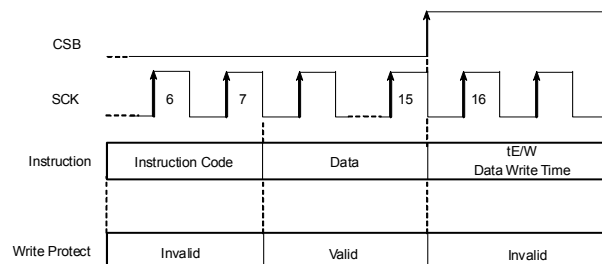 CSB
SCK
6
7
15
16
Instruction
Instruction Code
Data
tE/W
Data Write Time
Write Protect
Invalid
Valid
Invalid